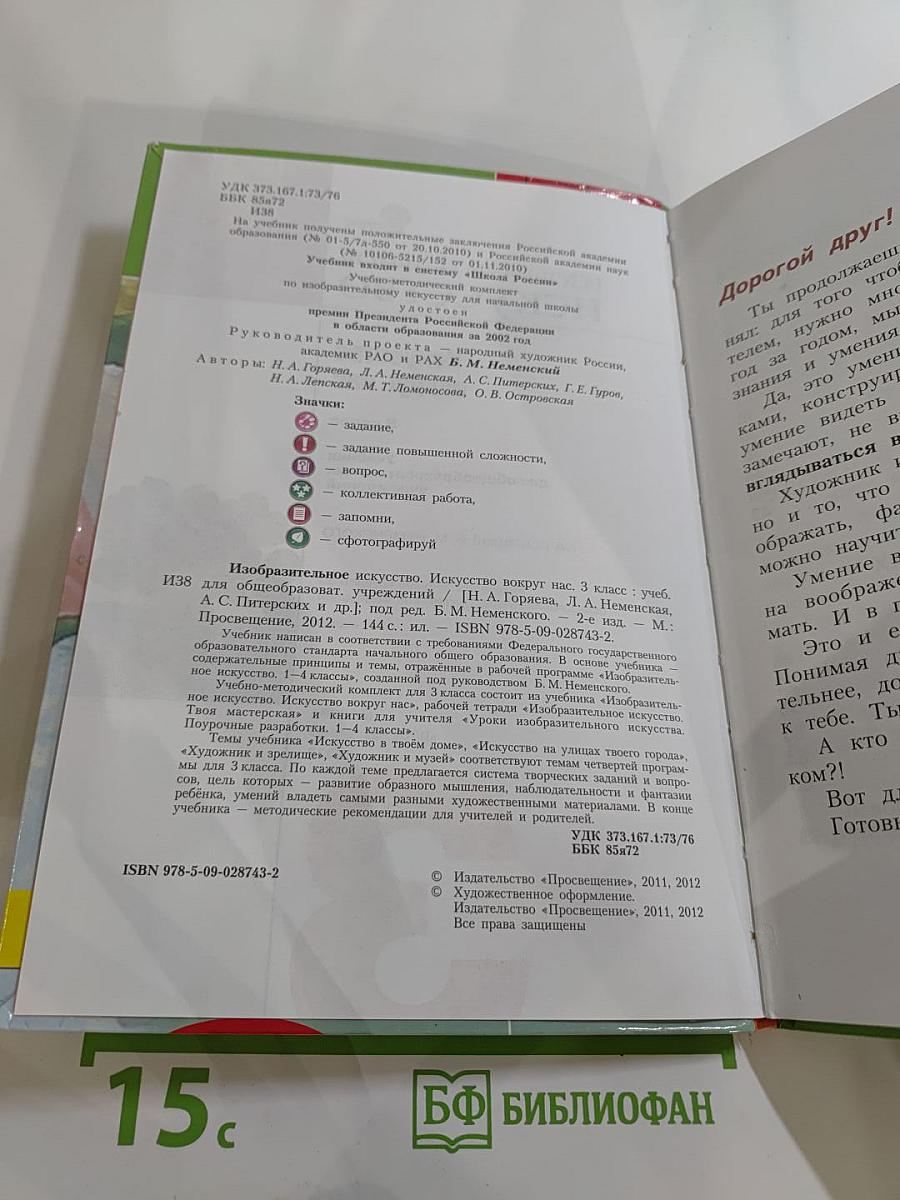 УДК 373.167.1:73/76
ББК 85я72
И38
На учебник получены положительные заключения Российской академии
образования (№ 01-5/7д-550 от 20.10.2010) и Российской академии наук
(№ 10106-5215/152 от 01.11.2010)
Учебник входит в систему «Школа России»
Учебно-методический комплект
по изобразительному искусству для начальной школы
удостоен
премии Президента Российской Федерации
в области образования за 2002 год
Руководитель проекта — народный художник России,
академик РАО и РАХ Б. М. Неменский
Авторы: Н. А. Горяева, Л. А. Неменская, А. С. Питерских, Г. Е. Гуров,
Н. А. Лепская, М. Т. Ломоносова, О. В. Островская
Значки:
— задание,
— задание повышенной сложности,
— вопрос,
— коллективная работа,
— запомни,
— сфотографируй
Изобразительное искусство. Искусство вокруг нас. 3 класс : учеб.
И38 для общеобразоват. учреждений / [Н. А. Горяева, Л. А. Неменская,
А. С. Питерских и др.]; под ред. Б. М. Неменского. — 2-е изд. — М.:
Просвещение, 2012. — 144 с.: ил. — ISBN 978-5-09-028743-2.
Учебник написан в соответствии с требованиями Федерального государственного
образовательного стандарта начального общего образования. В основе учебника —
содержательные принципы и темы, отражённые в рабочей программе «Изобразитель-
ное искусство. 1—4 классы», созданной под руководством Б. М. Неменского.
Учебно-методический комплект для 3 класса состоит из учебника «Изобразитель-
ное искусство. Искусство вокруг нас», рабочей тетради «Изобразительное искусство.
Твоя мастерская» и книги для учителя «Уроки изобразительного искусства.
Поурочные разработки. 1—4 классы».
Темы учебника «Искусство в твоём доме», «Искусство на улицах твоего города»,
«Художник и зрелище», «Художник и музей» соответствуют темам четвертей програм-
мы для 3 класса. По каждой теме предлагается система творческих заданий и вопро-
сов, цель которых — развитие образного мышления, наблюдательности и фантазии
ребёнка, умений владеть самыми разными художественными материалами. В конце
учебника — методические рекомендации для учителей и родителей.
УДК 373.167.1:73/76
ББК 85я72
ISBN 978-5-09-028743-2
© Издательство «Просвещение», 2011, 2012
© Художественное оформление.
Издательство «Просвещение», 2011, 2012
Все права защищены
Дорогой друг!
Ты продолжаеш
нял: для того чтоб
телем, нужно мно
год за годом, мы
знания и умения
Да, это умени
ками, конструир
умение видеть
замечают, не в
вглядываться в
Художник и
но и то, что
ображать, фа
можно научит
Умение в
на воображе
мать. И в п
Это и е
Понимая д
тельнее, до
к тебе. Ты
А кто
ком?!
Вот дл
Готовь
15 с
БФ БИБЛИОФАН